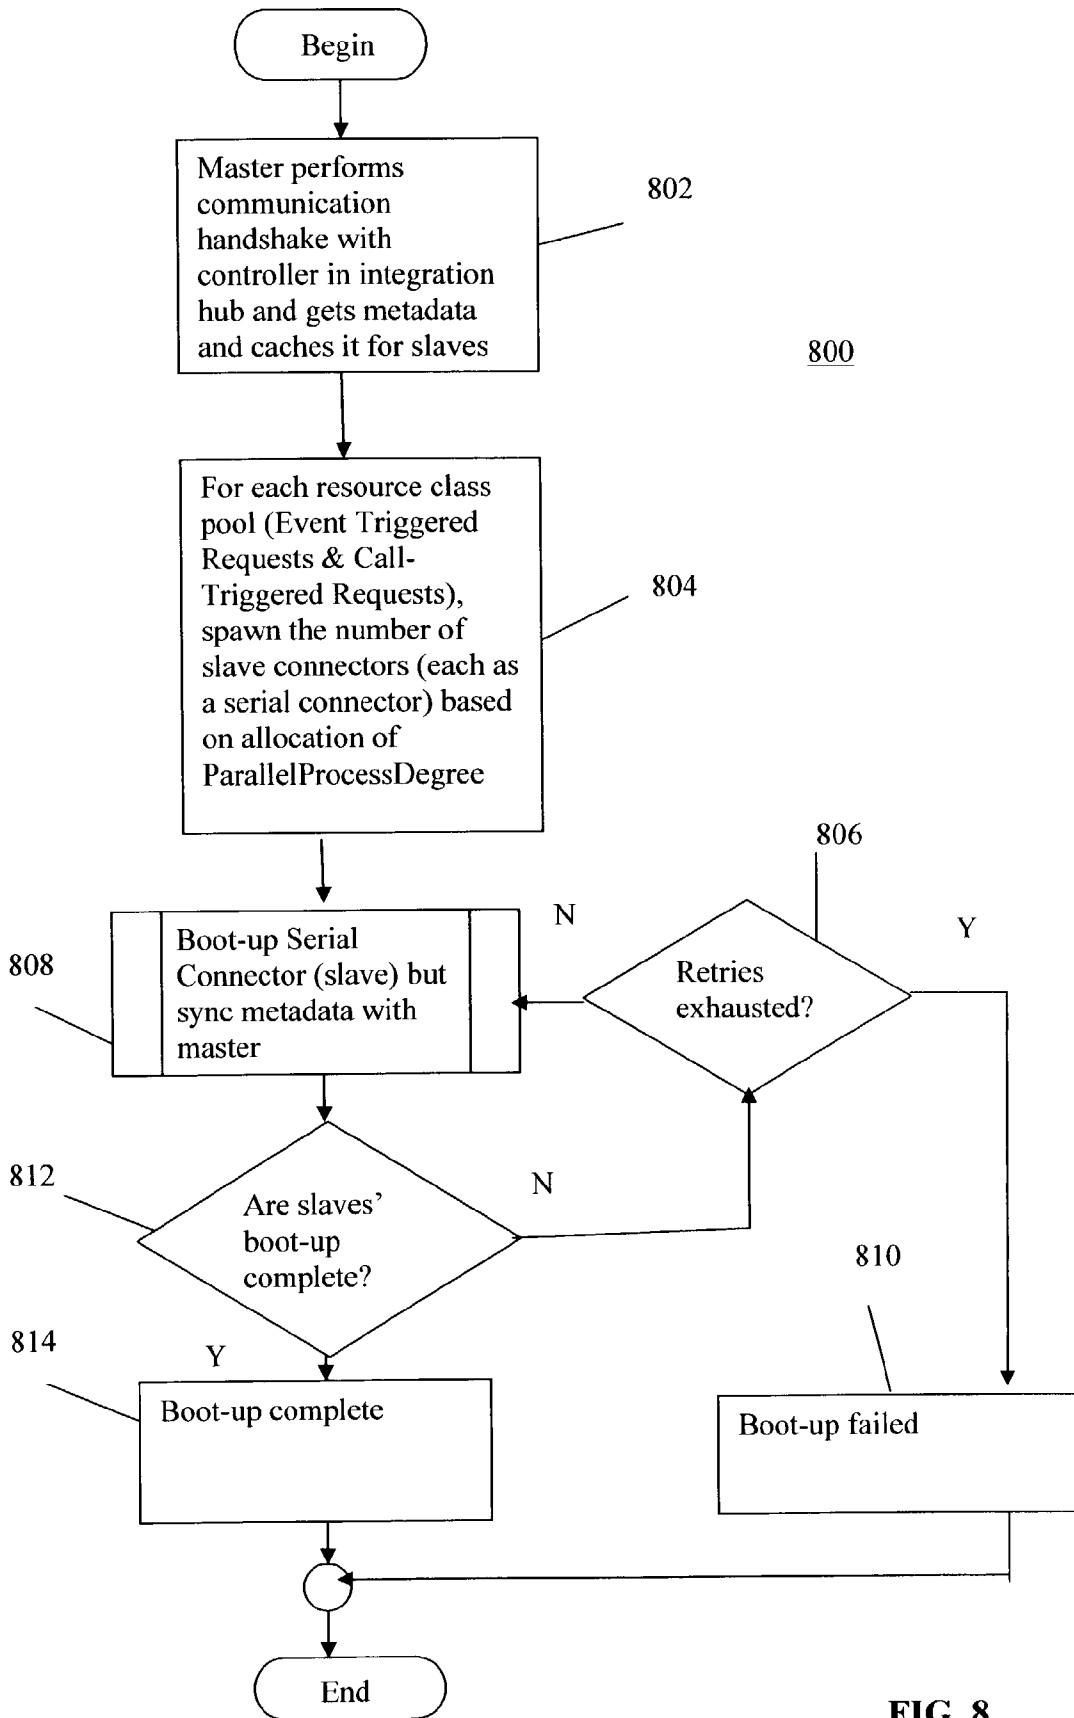 Begin
Master performs
communication
handshake with
controller in integration
hub and gets metadata
and caches it for slaves
802
800
For each resource class
pool (Event Triggered
Requests & Call-
Triggered Requests),
spawn the number of
slave connectors (each as
a serial connector) based
on allocation of
ParallelProcessDegree
804
806
N
Y
Retries
exhausted?
808
Boot-up Serial
Connector (slave) but
sync metadata with
master
812
N
Are slaves'
boot-up
complete?
810
814
Y
Boot-up complete
Boot-up failed
End
FIG. 8